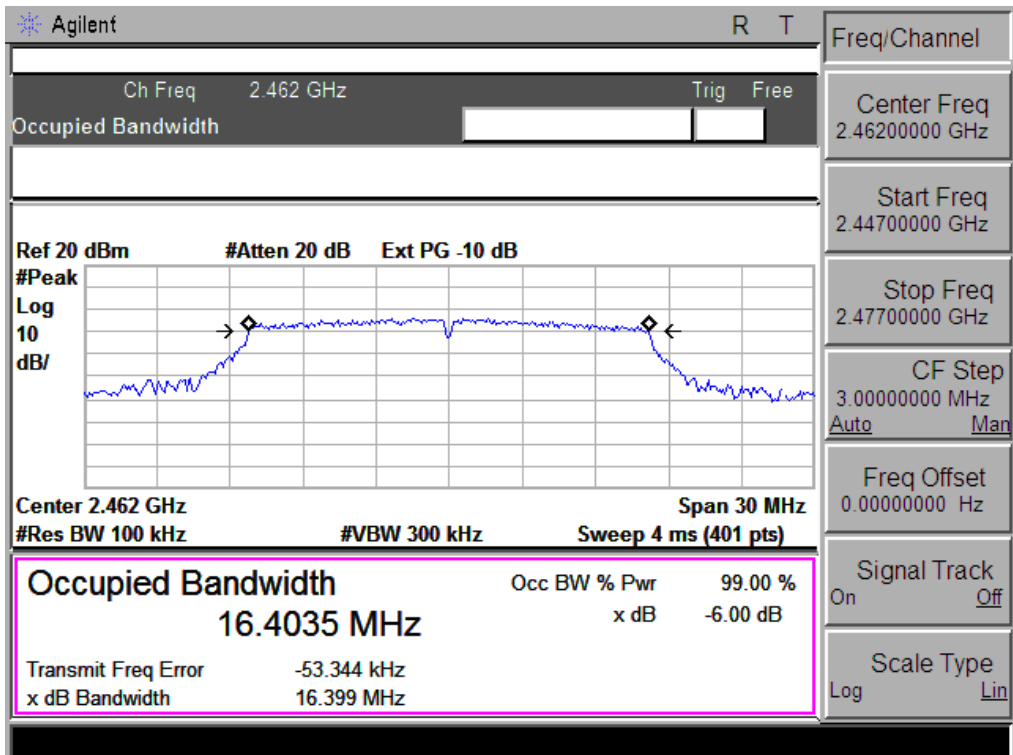 Agilent R T
Ch Freq 2.462 GHz Trig Free
Occupied Bandwidth
Ref 20 dBm #Atten 20 dB Ext PG -10 dB
#Peak
Log
10
dB/
Center 2.462 GHz Span 30 MHz
#Res BW 100 kHz #VBW 300 kHz Sweep 4 ms (401 pts)
Occupied Bandwidth Occ BW % Pwr 99.00 %
16.4035 MHz x dB -6.00 dB
Transmit Freq Error -53.344 kHz
x dB Bandwidth 16.399 MHz
Freq/Channel
Center Freq
2.46200000 GHz
Start Freq
2.44700000 GHz
Stop Freq
2.47700000 GHz
CF Step
3.00000000 MHz
Auto Man
Freq Offset
0.00000000 Hz
Signal Track
On Off
Scale Type
Log Lin